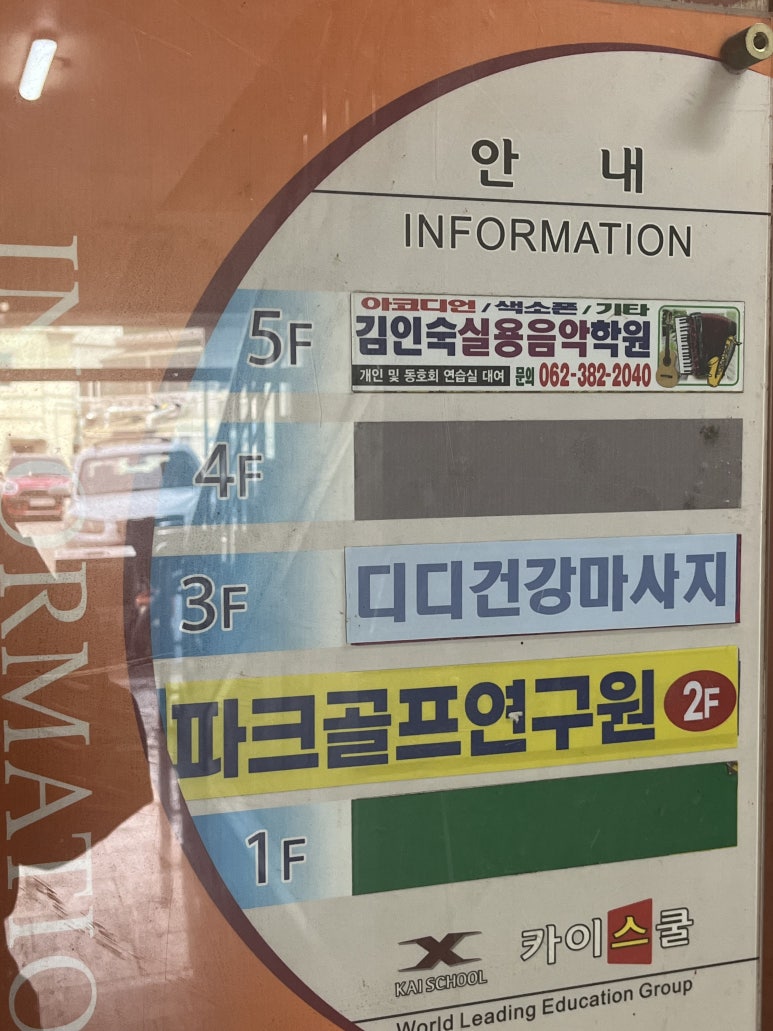 안 내
INFORMATION
5F
아코디언/색소폰/기타
김인숙실용음악학원
개인 및 동호회 연습실 대여 문의 062-382-2040
4F
3F
디디건강마사지
파크골프연구원 2F
1F
KAI SCHOOL
카이스쿨
World Leading Education Group
INFORMATIO